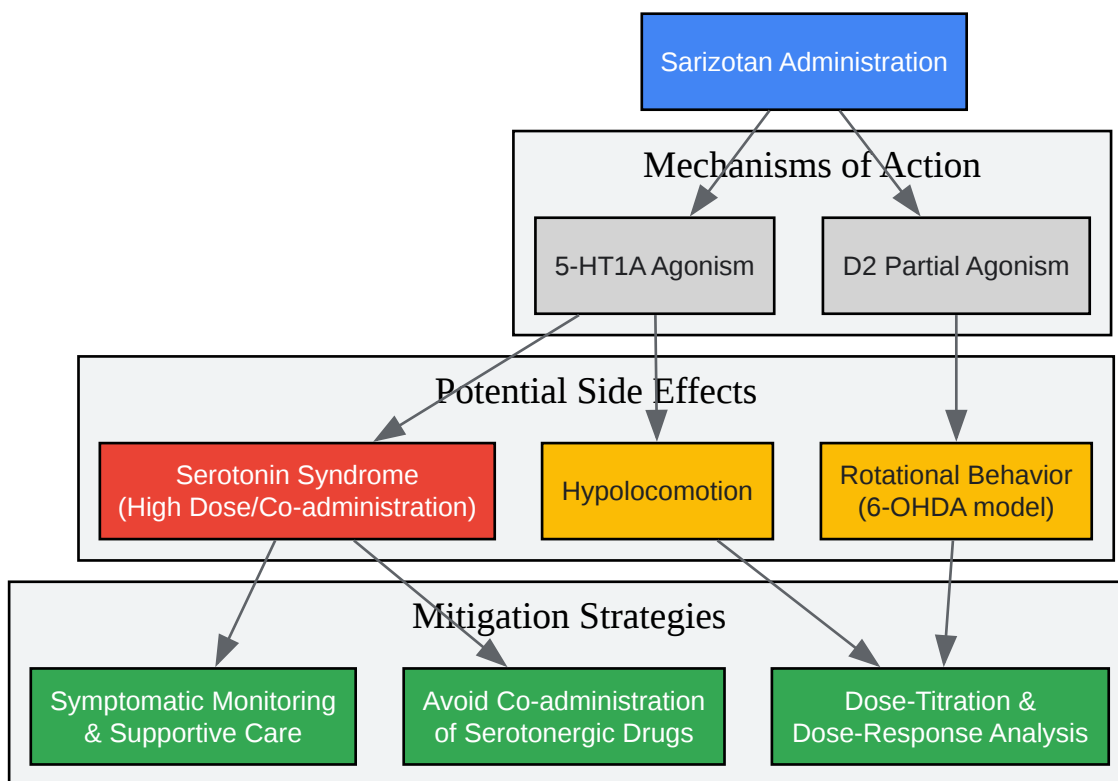 Sarizotan Administration
Mechanisms of Action
5-HT1A Agonism
D2 Partial Agonism
Potential Side Effects
Serotonin Syndrome
(High Dose/Co-administration)
Hypolocomotion
Rotational Behavior
(6-OHDA model)
Mitigation Strategies
Symptomatic Monitoring
& Supportive Care
Avoid Co-administration
of Serotonergic Drugs
Dose-Titration &
Dose-Response Analysis